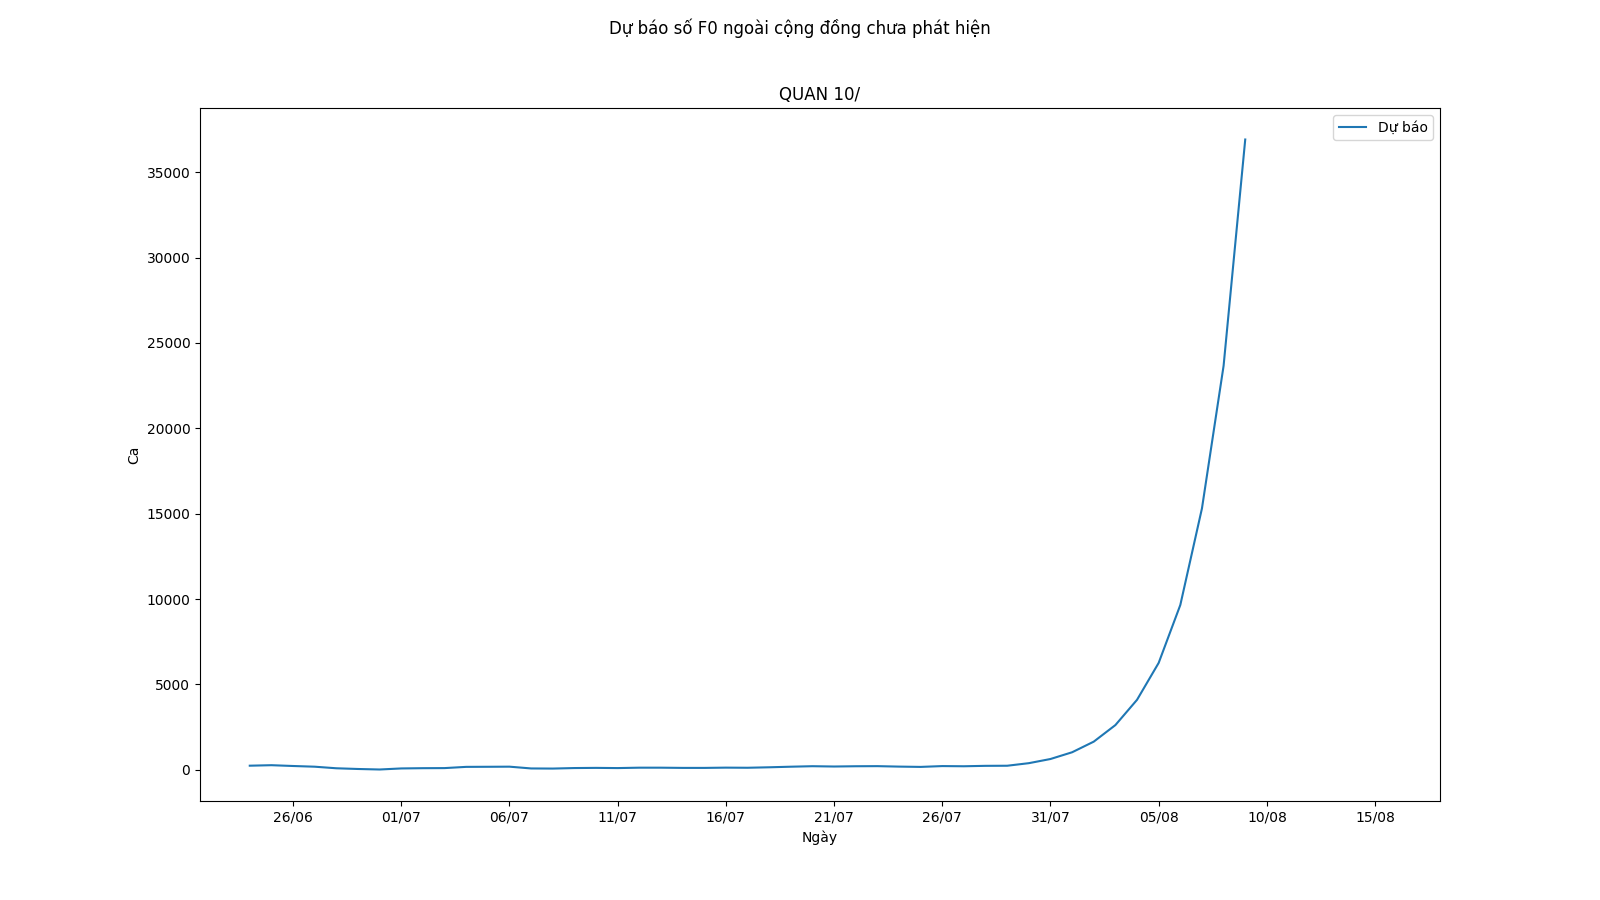 Dự báo số F0 ngoài cộng đồng chưa phát hiện
QUAN 10/
Dự báo
35000
30000
25000
20000
15000
10000
5000
0
Ca
26/06 01/07 06/07 11/07 16/07 21/07 26/07 31/07 05/08 10/08 15/08
Ngày